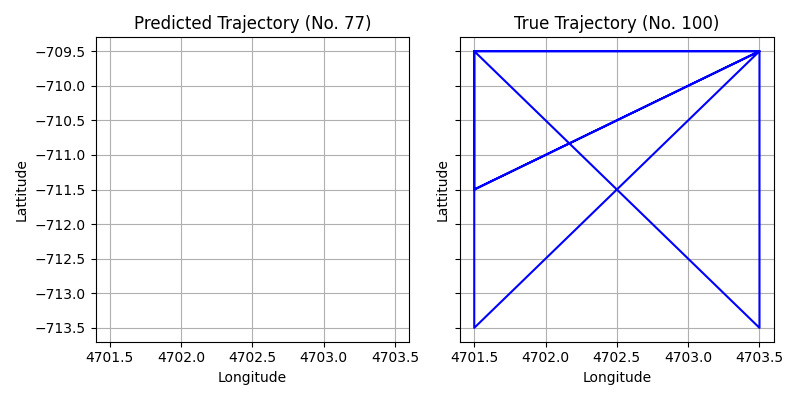 Predicted Trajectory (No. 77)
Lattitude
−709.5
−710.0
−710.5
−711.0
−711.5
−712.0
−712.5
−713.0
−713.5
4701.5 4702.0 4702.5 4703.0 4703.5
Longitude
True Trajectory (No. 100)
Lattitude
4701.5 4702.0 4702.5 4703.0 4703.5
Longitude